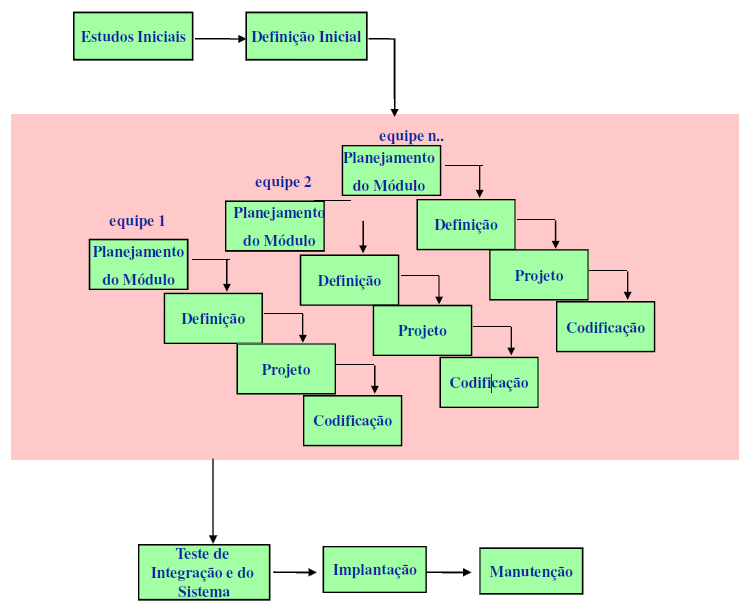 Estudos Iniciais
Definição Inicial
equipe 1
Planejamento
do Módulo
Definição
Projeto
Codificação
equipe 2
Planejamento
do Módulo
Definição
Projeto
Codificação
equipe n..
Planejamento
do Módulo
Definição
Projeto
Codificação
Teste de
Integração e do
Sistema
Implantação
Manutenção